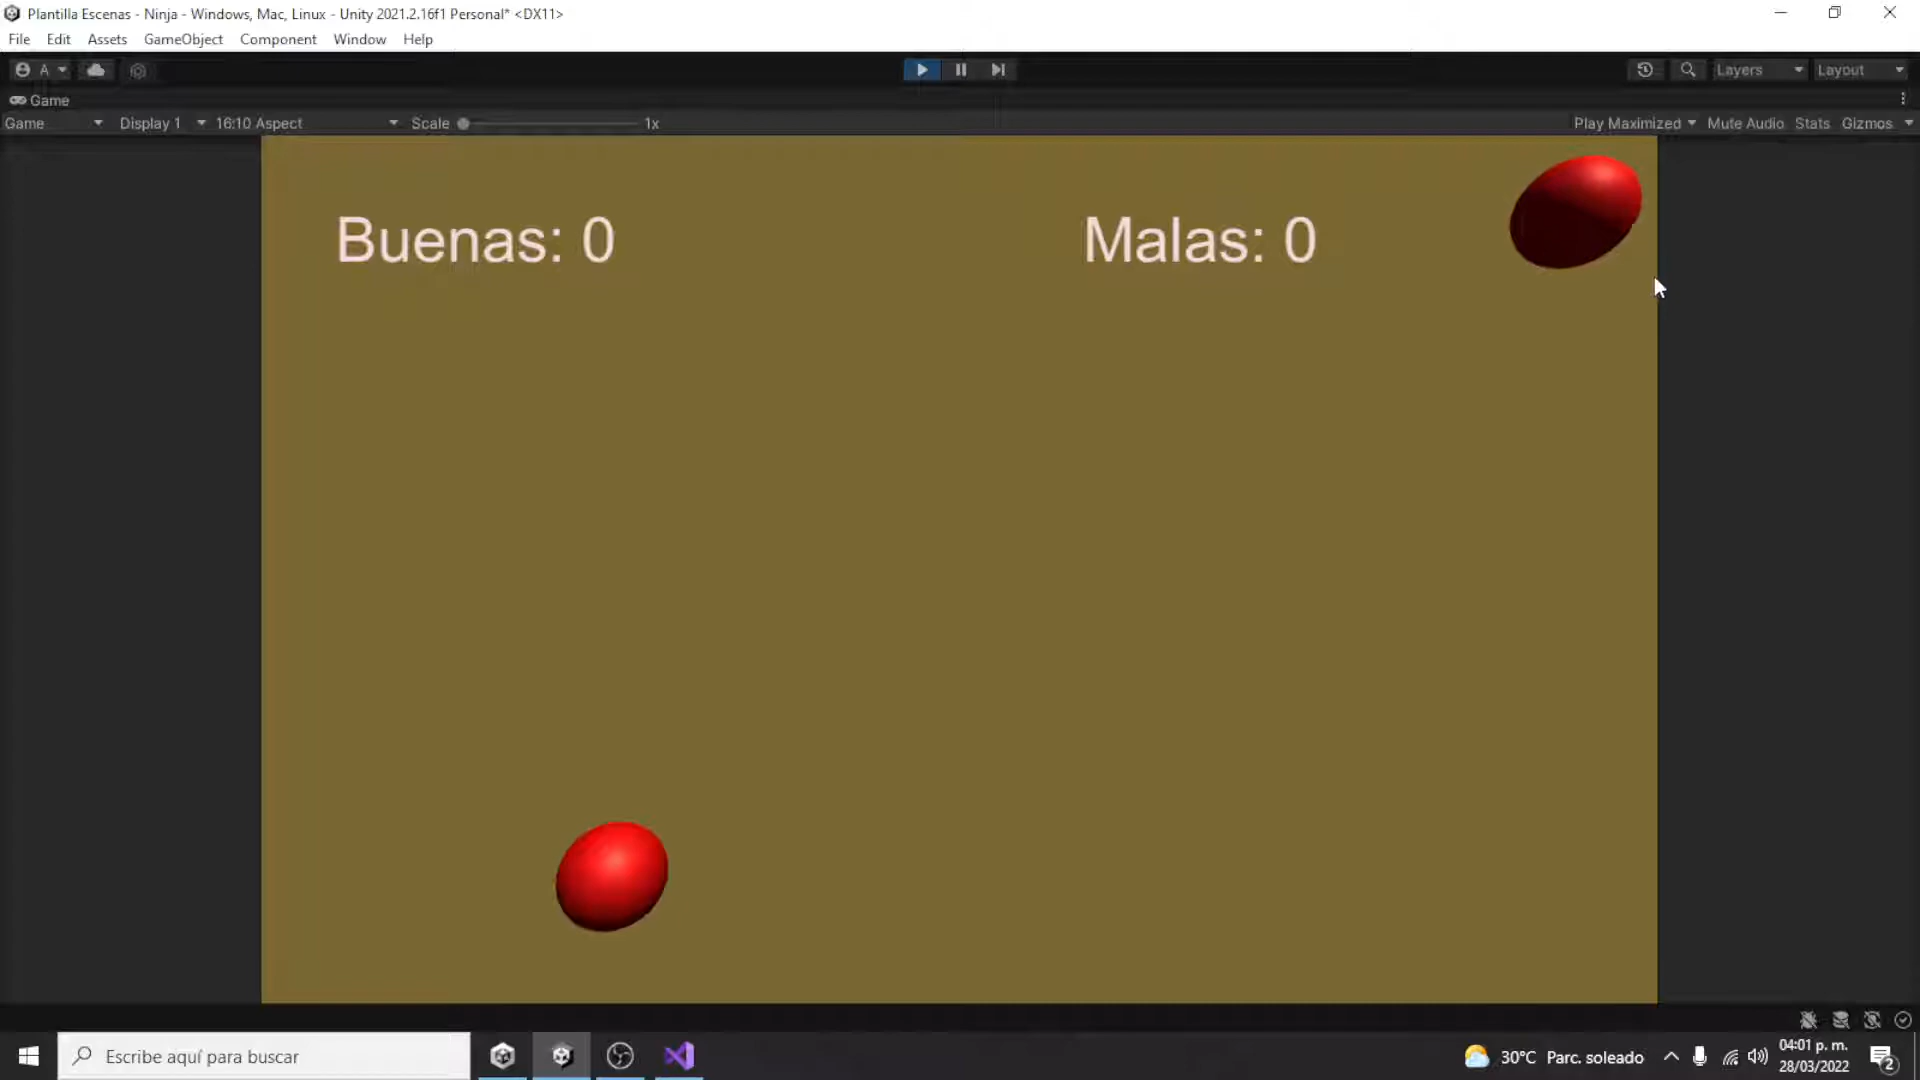 Plantilla Escenas - Ninja - Windows, Mac, Linux - Unity 2021.2.16f1 Personal* <DX11>
File Edit Assets GameObject Component Window Help
A Layers Layout
Game
Game Display 1 16:10 Aspect Scale 1x Play Maximized Mute Audio Stats Gizmos
Buenas: 0 Malas: 0
Escribe aquí para buscar 30°C Parc. soleado 04:01 p. m.
28/03/2022 2